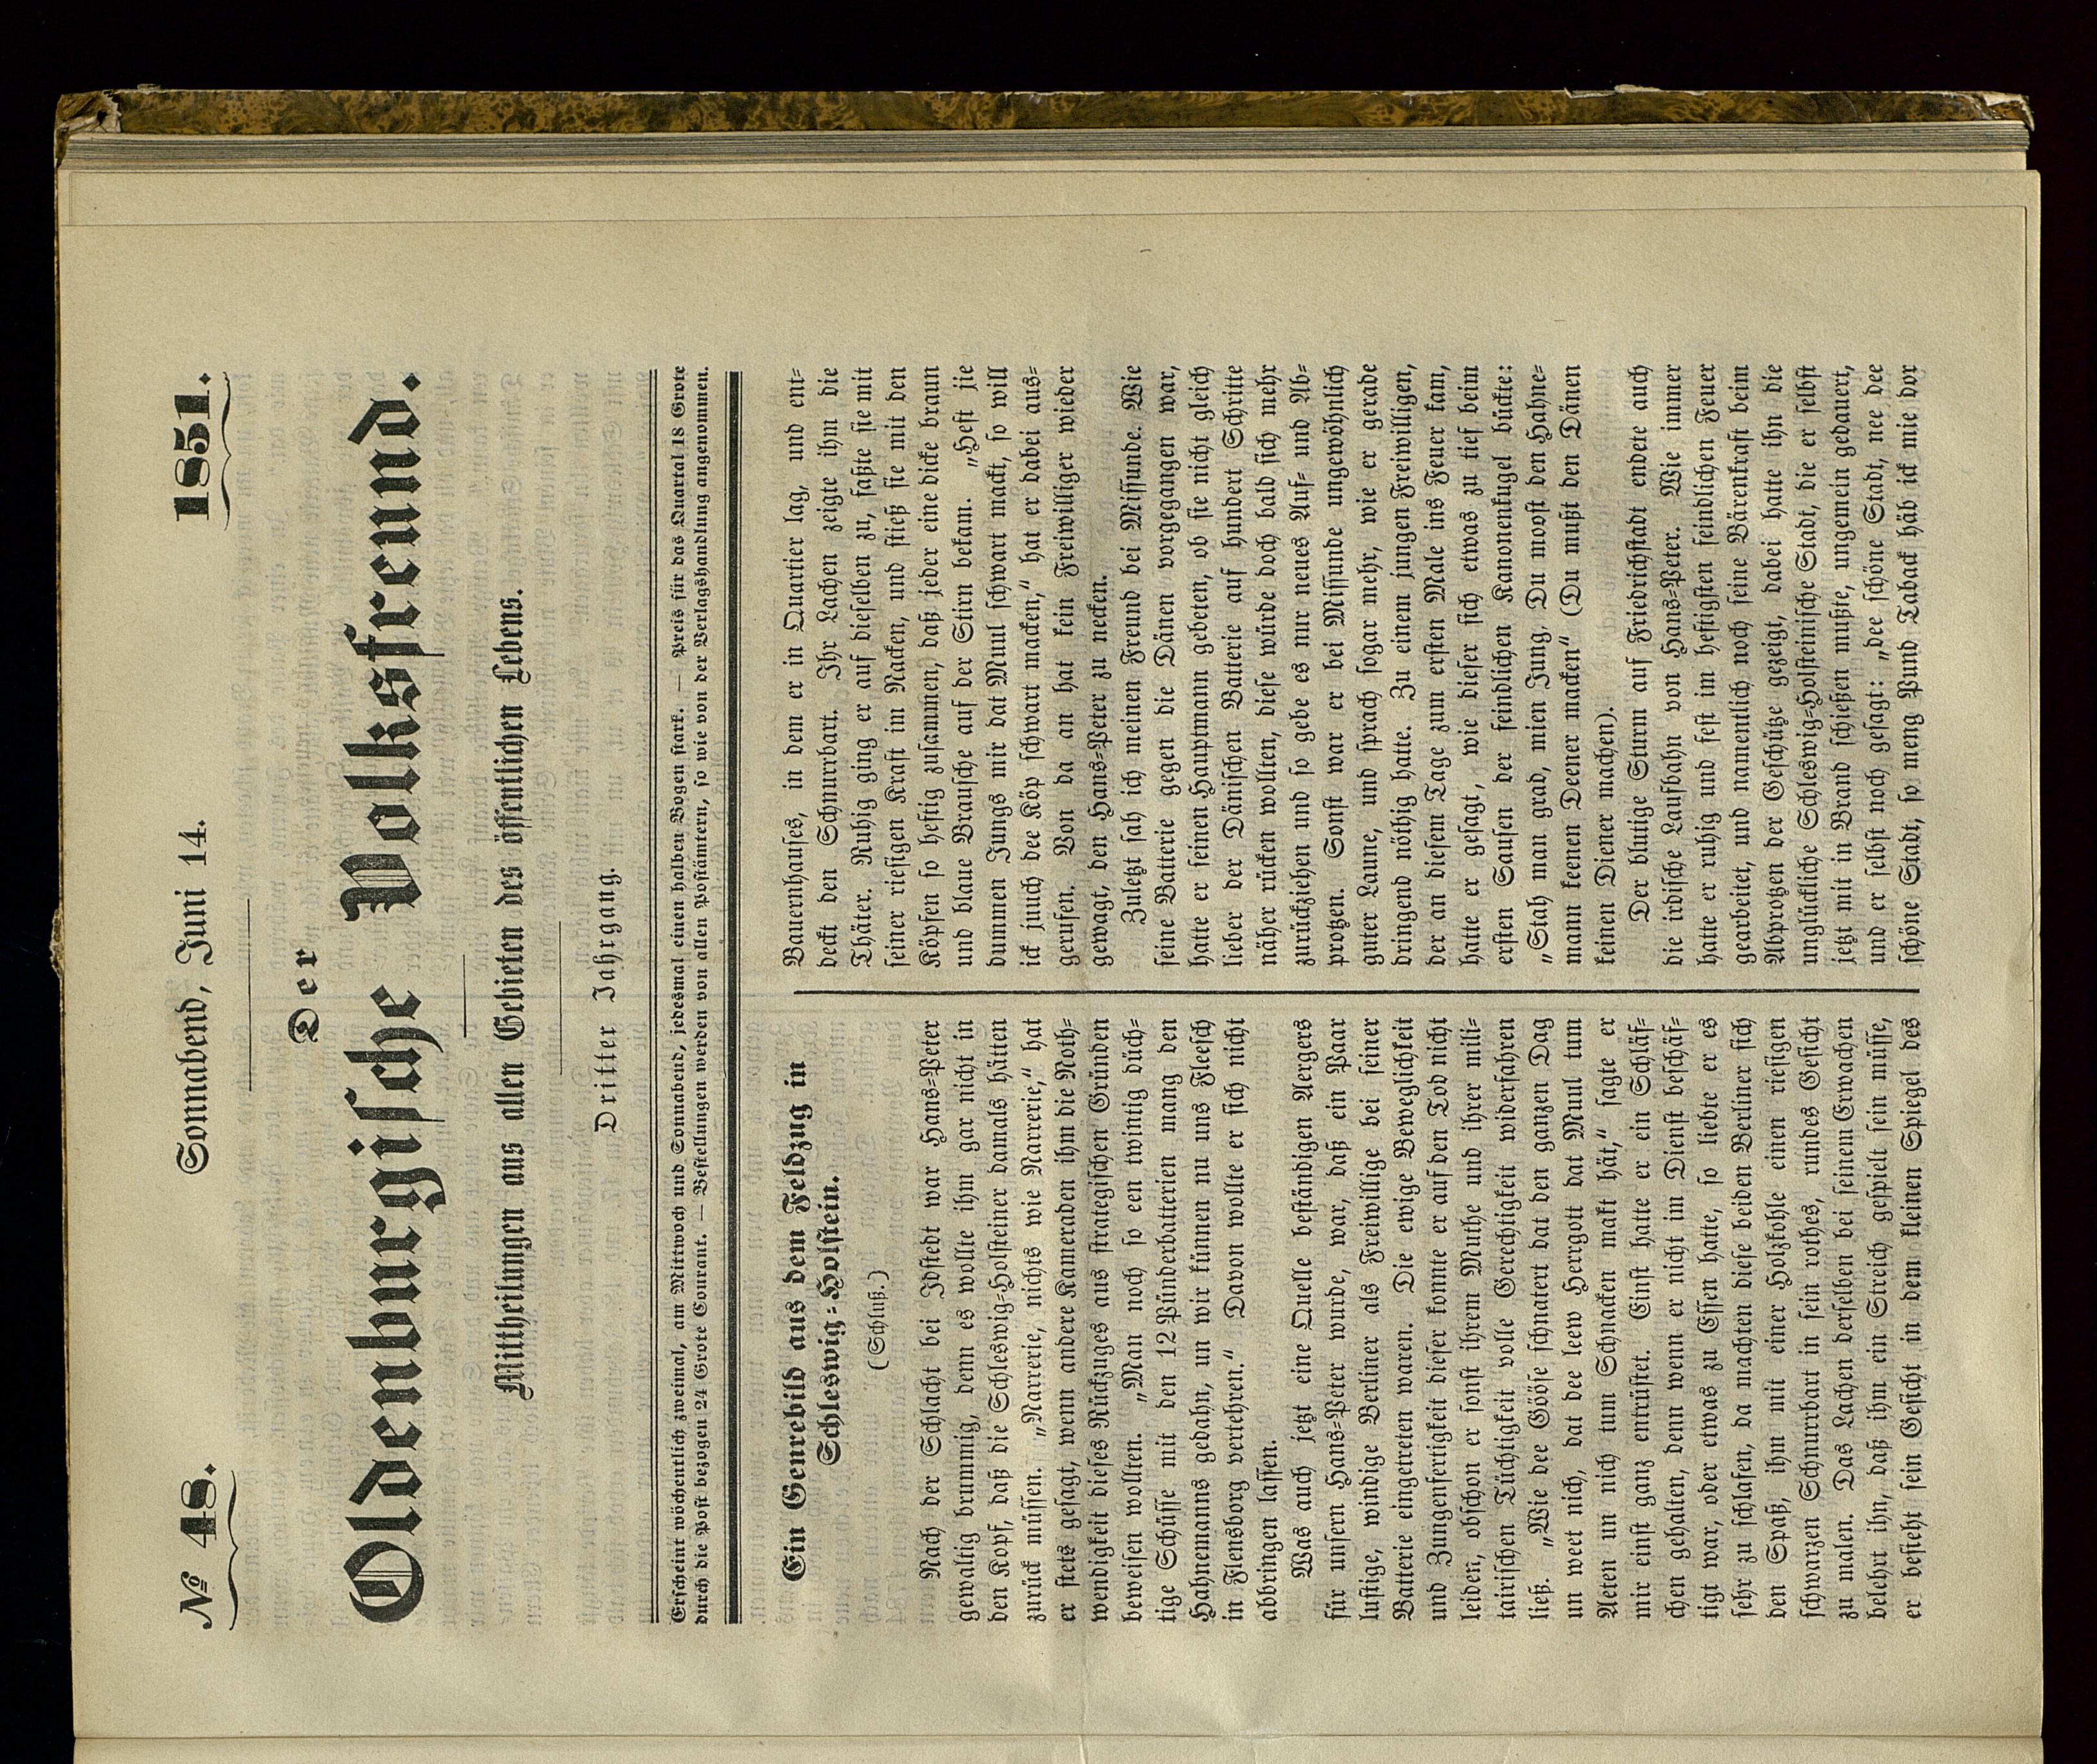 № 48.
Sonnabend, Juni 14.
1851.
Der
Oldenburgische Volksfreund.
Mittheilungen aus allen Gebieten des öffentlichen Lebens.
Dritter Jahrgang.
Erscheint wöchentlich zweimal, am Mittwoch und Sonnabend, jedesmal einen halben Bogen stark. — Preis für das Quartal 18 Grote
durch die Post bezogen 24 Grote Courant. — Bestellungen werden von allen Postämtern, so wie von der Verlagshandlung angenommen.
Ein Genrebild aus dem Feldzug in
Schleswig-Holstein.
(Schluß.)
Nach der Schlacht bei Idstedt war Hans-Peter
gewaltig brummig, denn es wollte ihm gar nicht in
den Kopf, daß die Schleswig-Holsteiner damals hätten
zurück müssen. „Narrerie, nichts wie Narrerie,“ hat
er stets gesagt, wenn andere Kameraden ihm die Noth-
wendigkeit dieses Rückzuges aus strategischen Gründen
beweisen wollten. „Man noch so een twintig düch-
tige Schüsse mit den 12 Pünderbatterien mang den
Hahnemanns gedahn, un wir künnen nu uns Fleesch
in Flensborg vertehren.“ Davon wollte er sich nicht
abbringen lassen.
Was auch jetzt eine Quelle beständigen Aergers
für unsern Hans-Peter wurde, war, daß ein Paar
lustige, windige Berliner als Freiwillige bei seiner
Batterie eingetreten waren. Die ewige Beweglichkeit
und Zungenfertigkeit dieser konnte er auf den Tod nicht
leiden, obschon er sonst ihrem Muthe und ihrer mili-
tairischen Tüchtigkeit volle Gerechtigkeit widerfahren
ließ. „Wie dee Gööse schnatert dat den ganzen Dag
un weet nich, dat dee leew Herrgott dat Muul tum
Aeten un nich tum Schnacken makt hät,“ sagte er
mir einst ganz entrüstet. Einst hatte er ein Schläf-
chen gehalten, denn wenn er nicht im Dienst beschäf-
tigt war, oder etwas zu Essen hatte, so liebte er es
sehr zu schlafen, da machten diese beiden Berliner sich
den Spaß, ihm mit einer Holzkohle einen riesigen
schwarzen Schnurrbart in sein rothes, rundes Gesicht
zu malen. Das Lachen derselben bei seinem Erwachen
belehrt ihn, daß ihm ein Streich gespielt sein müsse,
er besieht sein Gesicht in dem kleinen Spiegel des
Bauernhauses, in dem er in Quartier lag, und ent-
deckt den Schnurrbart. Ihr Lachen zeigte ihm die
Thäter. Ruhig ging er auf dieselben zu, faßte sie mit
seiner riesigen Kraft im Nacken, und stieß sie mit den
Köpfen so heftig zusammen, daß jeder eine dicke braun
und blaue Brausche auf der Stirn bekam. „Heft jie
dummen Jungs mir dat Muul schwart mackt, so will
ick juuch dee Köp schwart macken,“ hat er dabei aus-
gerufen. Von da an hat kein Freiwilliger wieder
gewagt, den Hans-Peter zu necken.
Zuletzt sah ich meinen Freund bei Missunde. Wie
seine Batterie gegen die Dänen vorgegangen war,
hatte er seinen Hauptmann gebeten, ob sie nicht gleich
lieber der Dänischen Batterie auf hundert Schritte
näher rücken wollten, diese würde doch bald sich mehr
zurückziehen und so gebe es nur neues Auf- und Ab-
protzen. Sonst war er bei Missunde ungewöhnlich
guter Laune, und sprach sogar mehr, wie er gerade
dringend nöthig hatte. Zu einem jungen Freiwilligen,
der an diesem Tage zum ersten Male ins Feuer kam,
hatte er gesagt, wie dieser sich etwas zu tief beim
ersten Sausen der feindlichen Kanonenkugel bückte:
„Stah man grad, mien Jung, Du moost den Hahne-
mann keenen Deener macken“ (Du mußt den Dänen
keinen Diener machen).
Der blutige Sturm auf Friedrichstadt endete auch
die irdische Laufbahn von Hans-Peter. Wie immer
hatte er ruhig und fest im heftigsten feindlichen Feuer
gearbeitet, und namentlich noch seine Bärenkraft beim
Abprotzen der Geschütze gezeigt, dabei hatte ihn die
unglückliche Schleswig-Holsteinische Stadt, die er selbst
jetzt mit in Brand schießen mußte, ungemein gedauert,
und er selbst noch gesagt: „dee schöne Stadt, nee dee
schöne Stadt, so meng Pund Taback häb ick mie dor